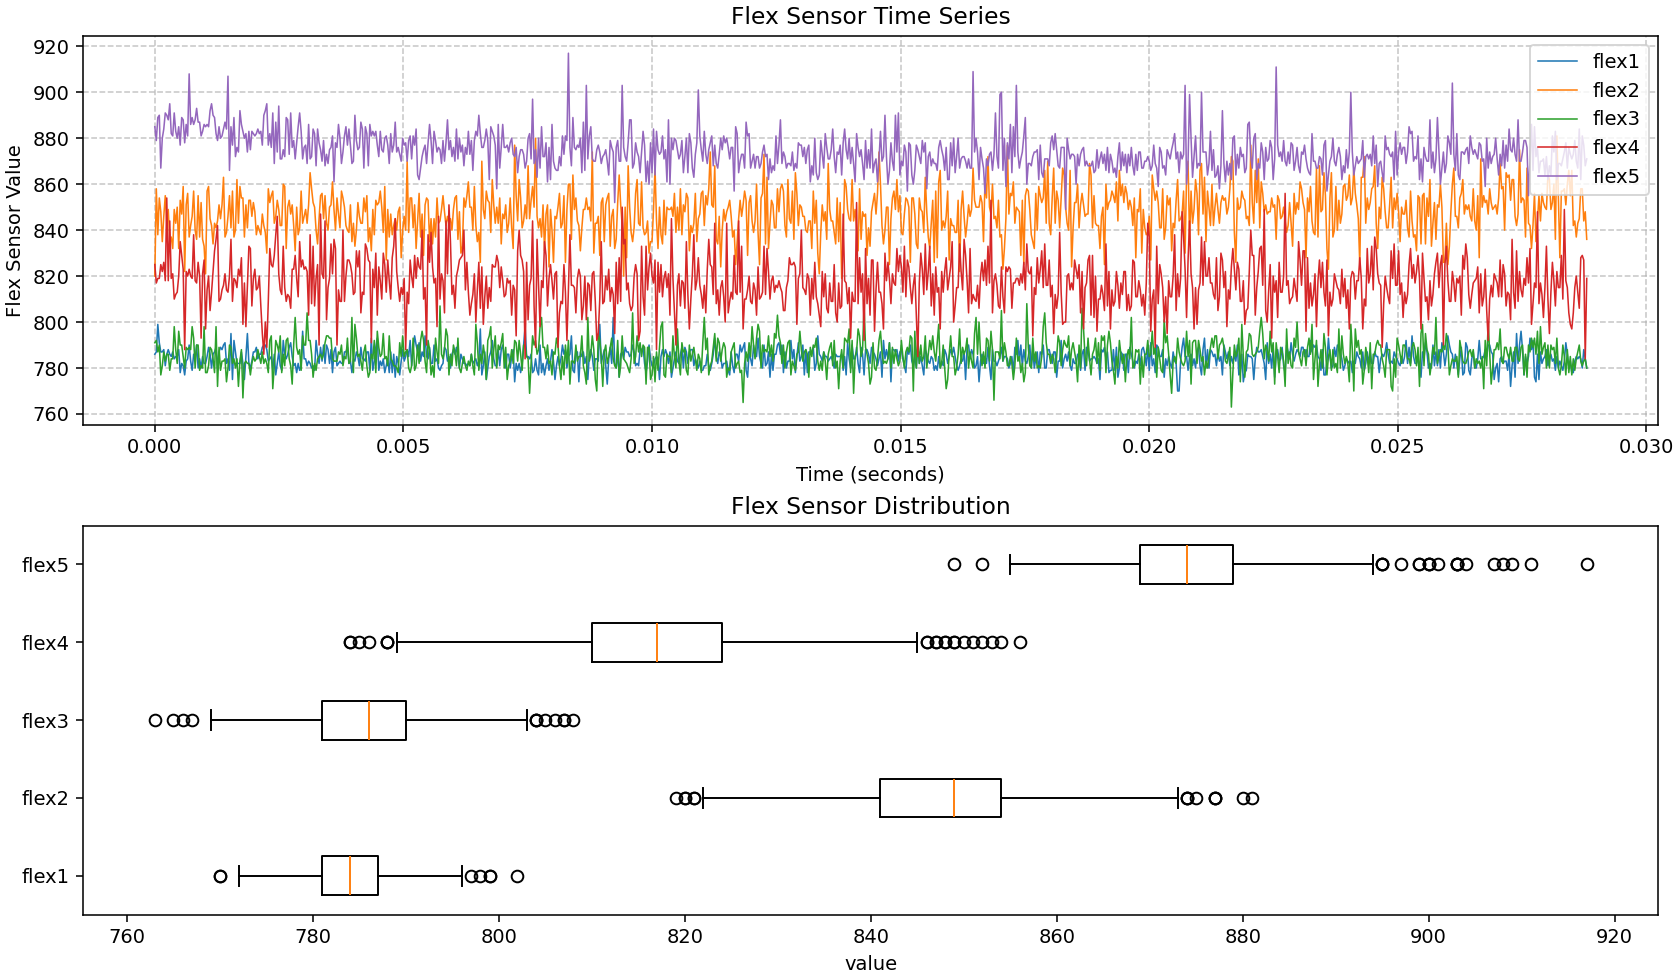 Flex Sensor Time Series
Flex Sensor Value
920
900
880
860
840
820
800
780
760
flex1
flex2
flex3
flex4
flex5
0.000 0.005 0.010 0.015 0.020 0.025 0.030
Time (seconds)
Flex Sensor Distribution
flex5
flex4
flex3
flex2
flex1
760 780 800 820 840 860 880 900 920
value